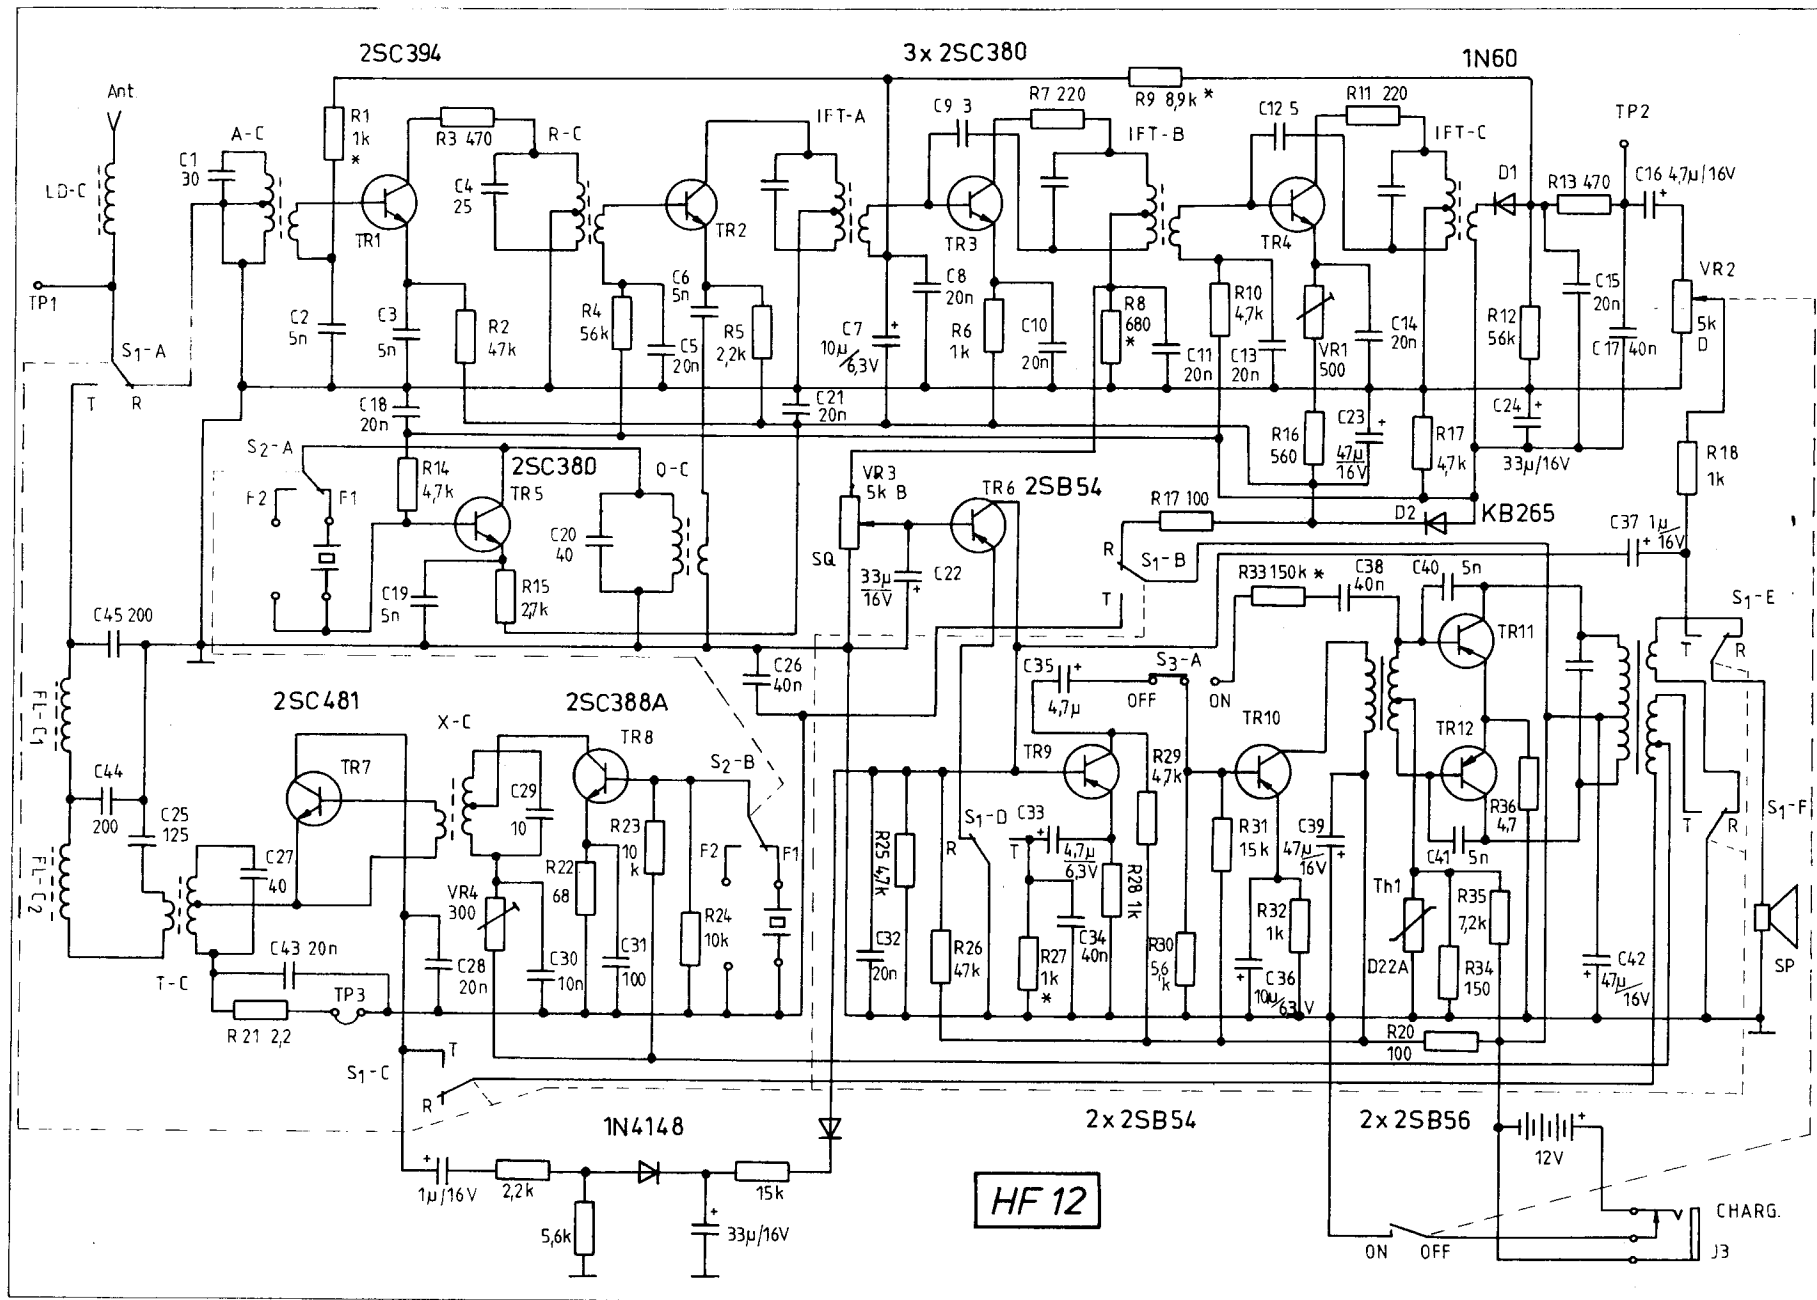 2SC394
3x 2SC380
1N60
Ant.
A-C
C1
30
LD-C
R1
1k
*
R3 470
R-C
C4
25
TR1
TR2
IFT-A
C9 3
R7 220
IFT-B
R9 8,9k *
C12 5
R11 220
IFT-C
TP2
D1
R13 470
C16 4,7μ/16V
TR3
TR4
TP1
C2
5n
C3
5n
R2
47k
R4
56k
C6
5n
C5
20n
R5
2,2k
C7
10μ/6,3V
C8
20n
R6
1k
C10
20n
R8
680
*
C11
20n
R10
4,7k
C13
20n
VR1
500
C14
20n
R12
56k
C15
20n
C17 40n
VR2
5k
D
S1-A
T
R
C18
20n
C21
20n
R16
560
C23
47μ/16V
R17
4,7k
C24
33μ/16V
R18
1k
S2-A
F2
F1
R14
4,7k
2SC380
TR5
O-C
C20
40
VR3
5k B
SQ
TR6
2SB54
C22
33μ/16V
R17 100
D2
KB265
C37 1μ/16V
R
S1-B
T
R33 150k *
C38
40n
C40
5n
S1-E
T
R
C19
5n
R15
2,7k
C45 200
C26
40n
C35
4,7μ
S3-A
OFF
ON
TR10
TR11
TR12
FL-C1
2SC481
X-C
2SC388A
TR7
TR8
S2-B
F2
F1
C44
200
C25
125
FL-C2
C27
40
C29
10
R23
10
k
R22
68
VR4
300
R24
10k
TR9
R29
4,7k
R25 4,7k
S1-D
R
T
C33
4,7μ/6,3V
R28 1k
R31
15k
C39
47μ/16V
C41
5n
R36
4,7
Th1
D22A
R35
7,2k
R34
150
S1-F
T
R
SP
C43 20n
T-C
R 21 2,2
TP3
C28
20n
C30
10n
C31
100
C32
20n
R26
47k
R27
1k
*
C34
40n
R30
5,6
k
C36
10μ/6,3 V
R32
1k
C42
47μ/16V
R20
100
S1-C
T
R
1N4148
2x 2SB54
2x 2SB56
1μ/16V
2,2k
5,6k
15k
33μ/16V
HF 12
12V
ON
OFF
CHARG.
J3